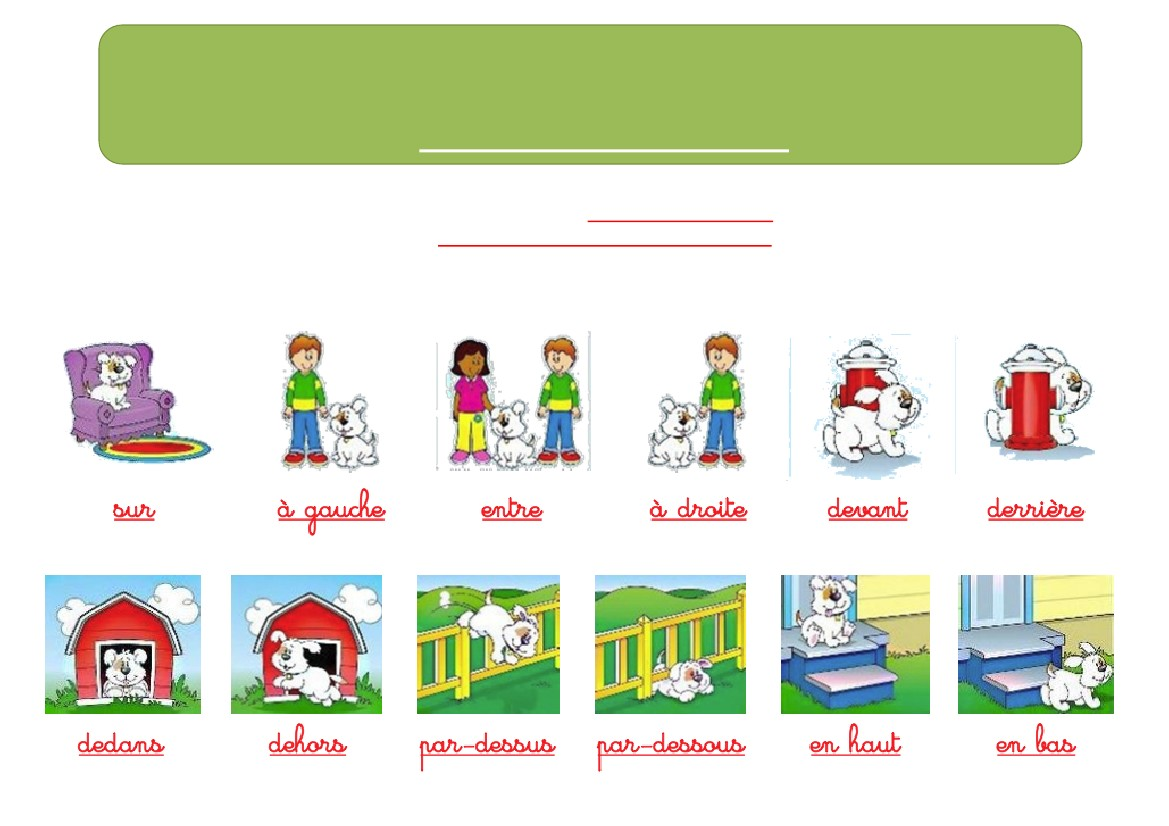 sur à gauche entre à droite devant derrière
dedans dehors par-dessus par-dessous en haut en bas